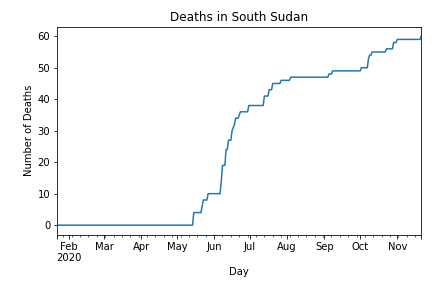 Deaths in South Sudan
60
50
40
30
20
10
0
Number of Deaths
Feb Mar Apr May Jun Jul Aug Sep Oct Nov
2020
Day